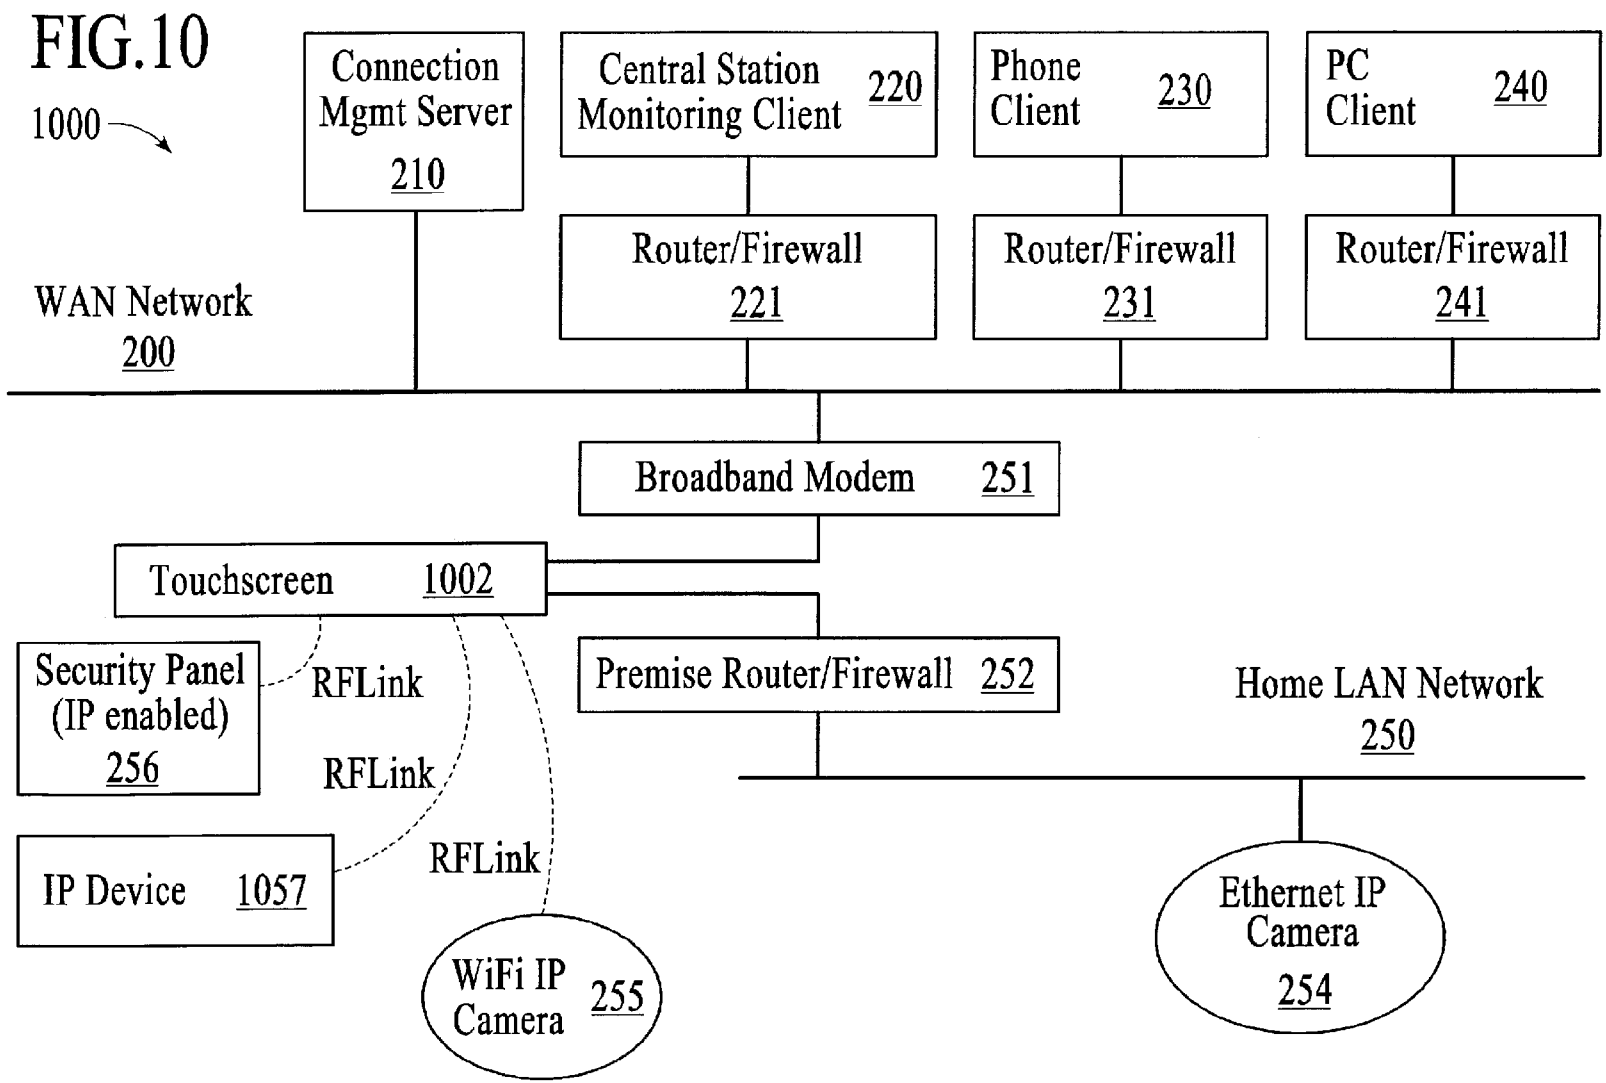 FIG.10
1000
Connection
Mgmt Server
210
Central Station
Monitoring Client
220
Phone
Client
230
PC
Client
240
Router/Firewall
221
Router/Firewall
231
Router/Firewall
241
WAN Network
200
Broadband Modem 251
Touchscreen 1002
Security Panel
(IP enabled)
256
RFLink
Premise Router/Firewall 252
Home LAN Network
250
RFLink
IP Device 1057
RFLink
WiFi IP
Camera
255
Ethernet IP
Camera
254